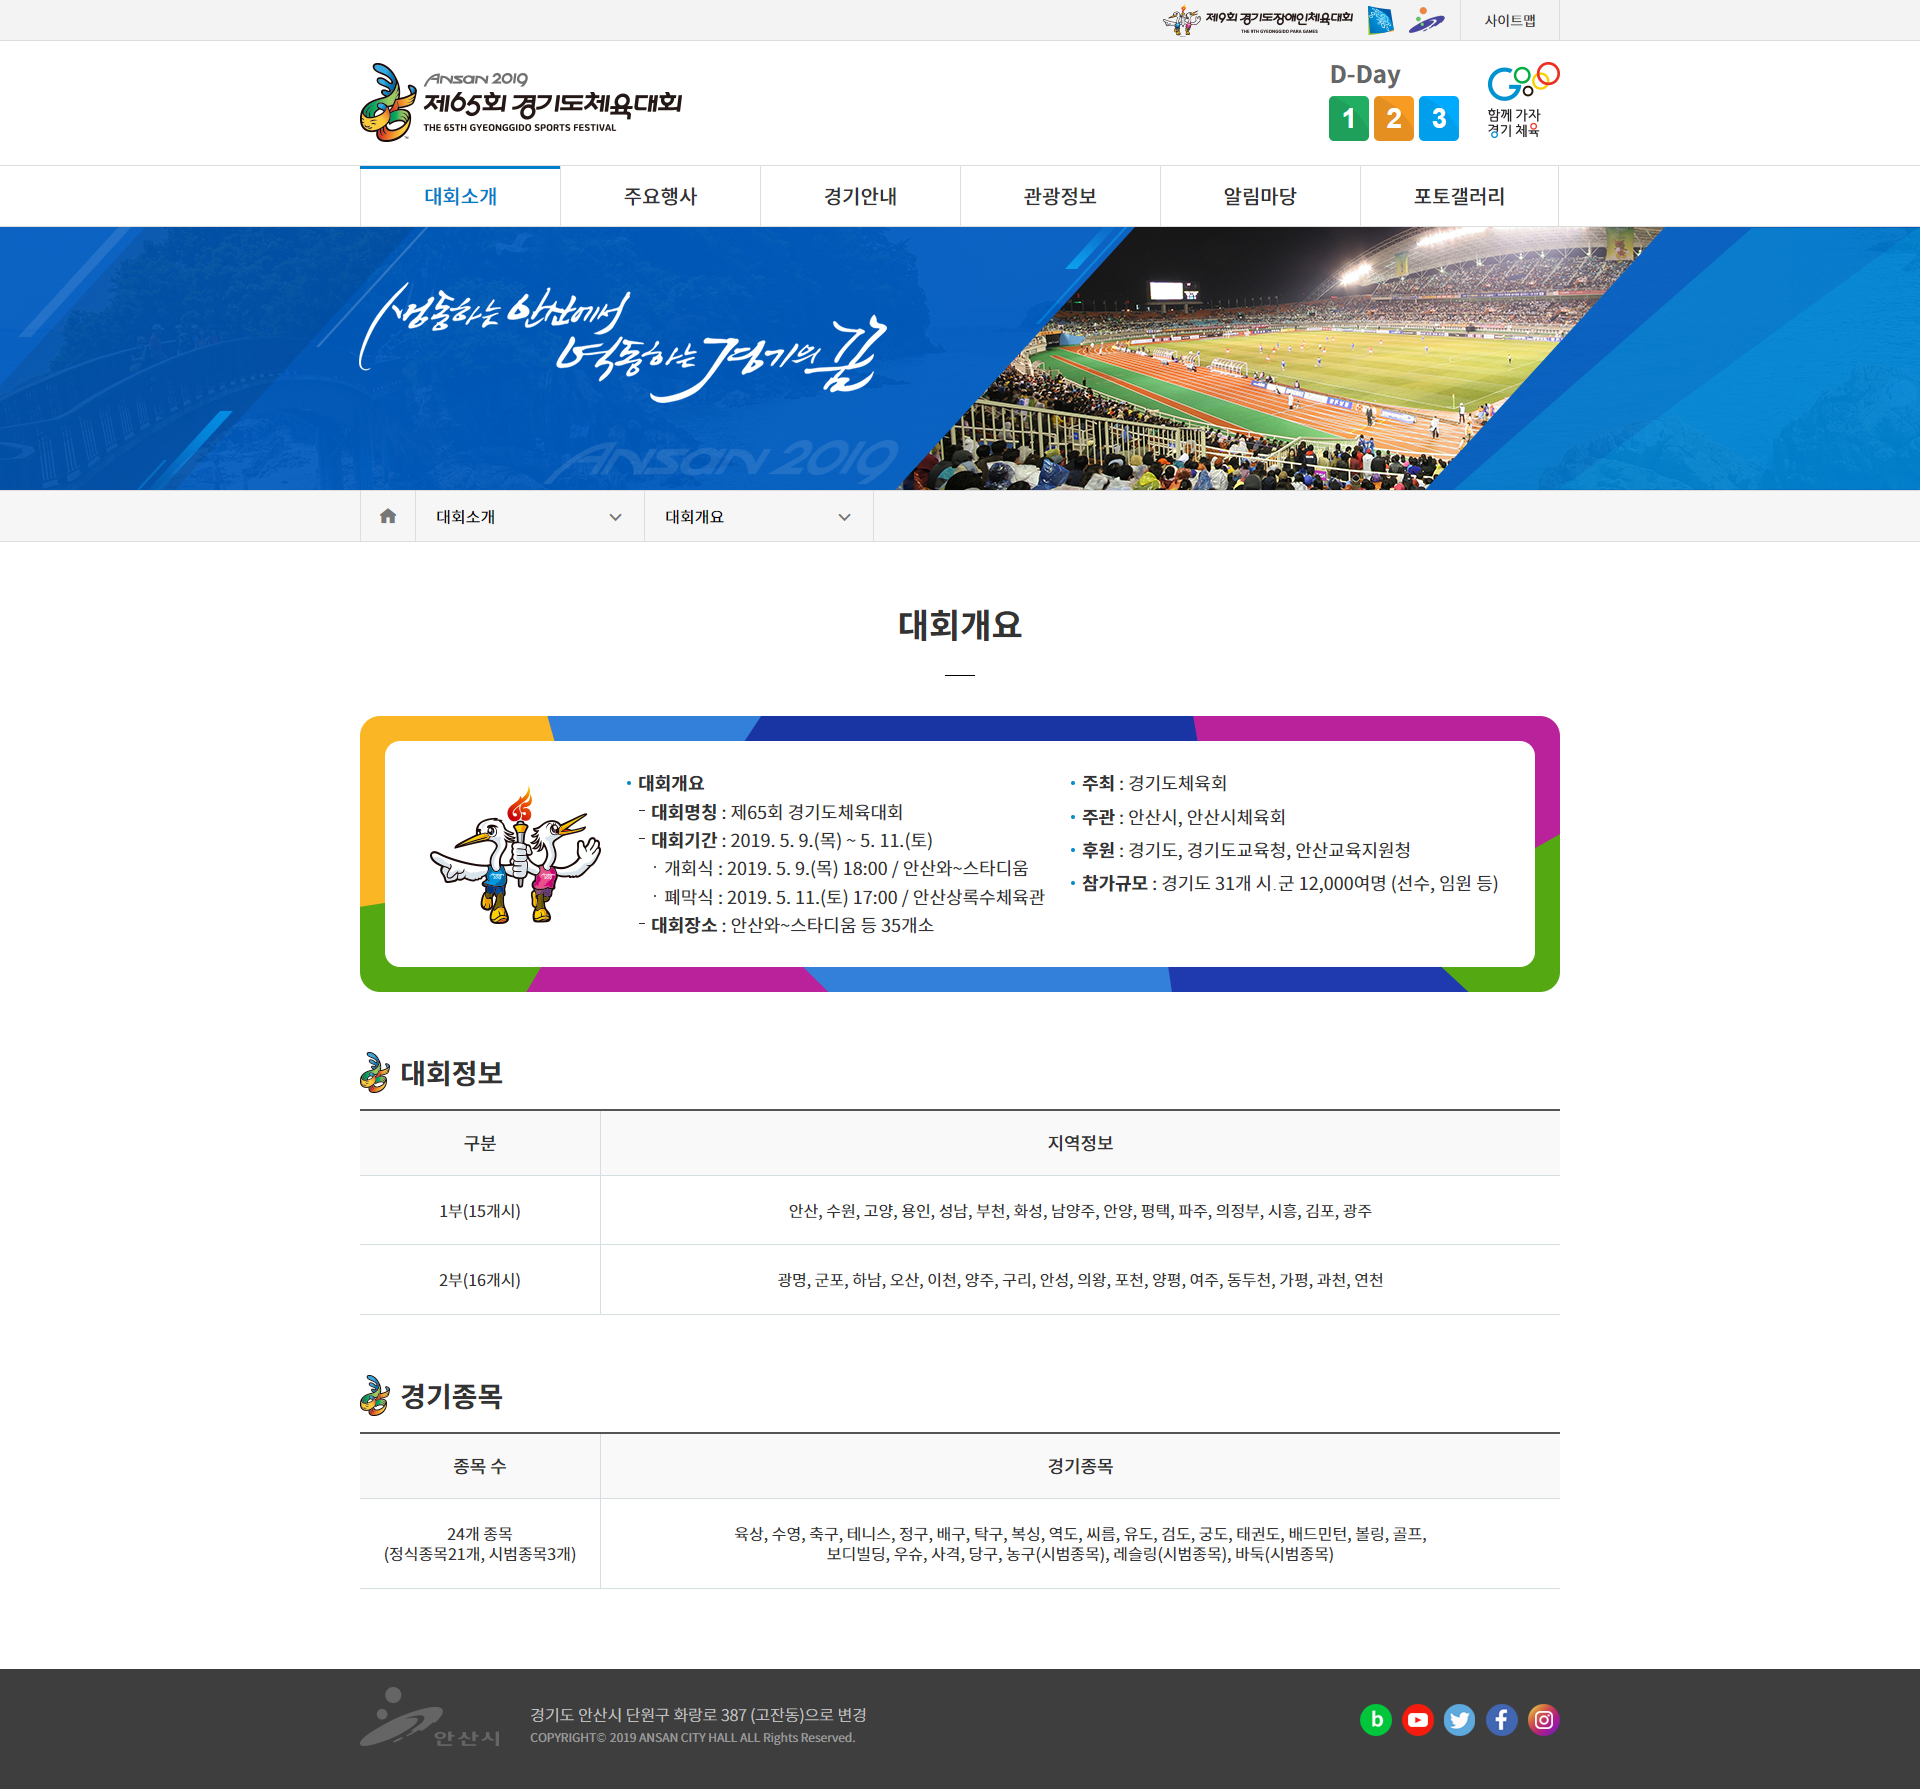 제9회 경기도장애인체육대회
THE 9TH GYEONGGIDO PARA GAMES
사이트맵
ANSAN 2019
제65회 경기도체육대회
THE 65TH GYEONGGIDO SPORTS FESTIVAL
D-Day
1 2 3
Go
함께 가자
경기 체육
대회소개
주요행사
경기안내
관광정보
알림마당
포토갤러리
생동하는 안산에서
역동하는 경기의 꿈
ANSAN 2019
대회소개
대회개요
대회개요
65
대회개요
- 대회명칭 : 제65회 경기도체육대회
- 대회기간 : 2019. 5. 9.(목) ~ 5. 11.(토)
· 개회식 : 2019. 5. 9.(목) 18:00 / 안산와~스타디움
· 폐막식 : 2019. 5. 11.(토) 17:00 / 안산상록수체육관
- 대회장소 : 안산와~스타디움 등 35개소
주최 : 경기도체육회
주관 : 안산시, 안산시체육회
후원 : 경기도, 경기도교육청, 안산교육지원청
참가규모 : 경기도 31개 시.군 12,000여명 (선수, 임원 등)
대회정보
구분 지역정보
1부(15개시) 안산, 수원, 고양, 용인, 성남, 부천, 화성, 남양주, 안양, 평택, 파주, 의정부, 시흥, 김포, 광주
2부(16개시) 광명, 군포, 하남, 오산, 이천, 양주, 구리, 안성, 의왕, 포천, 양평, 여주, 동두천, 가평, 과천, 연천
경기종목
종목 수 경기종목
24개 종목
(정식종목21개, 시범종목3개)
육상, 수영, 축구, 테니스, 정구, 배구, 탁구, 복싱, 역도, 씨름, 유도, 검도, 궁도, 태권도, 배드민턴, 볼링, 골프,
보디빌딩, 우슈, 사격, 당구, 농구(시범종목), 레슬링(시범종목), 바둑(시범종목)
안산시
경기도 안산시 단원구 화랑로 387 (고잔동)으로 변경
COPYRIGHT© 2019 ANSAN CITY HALL ALL Rights Reserved.
b